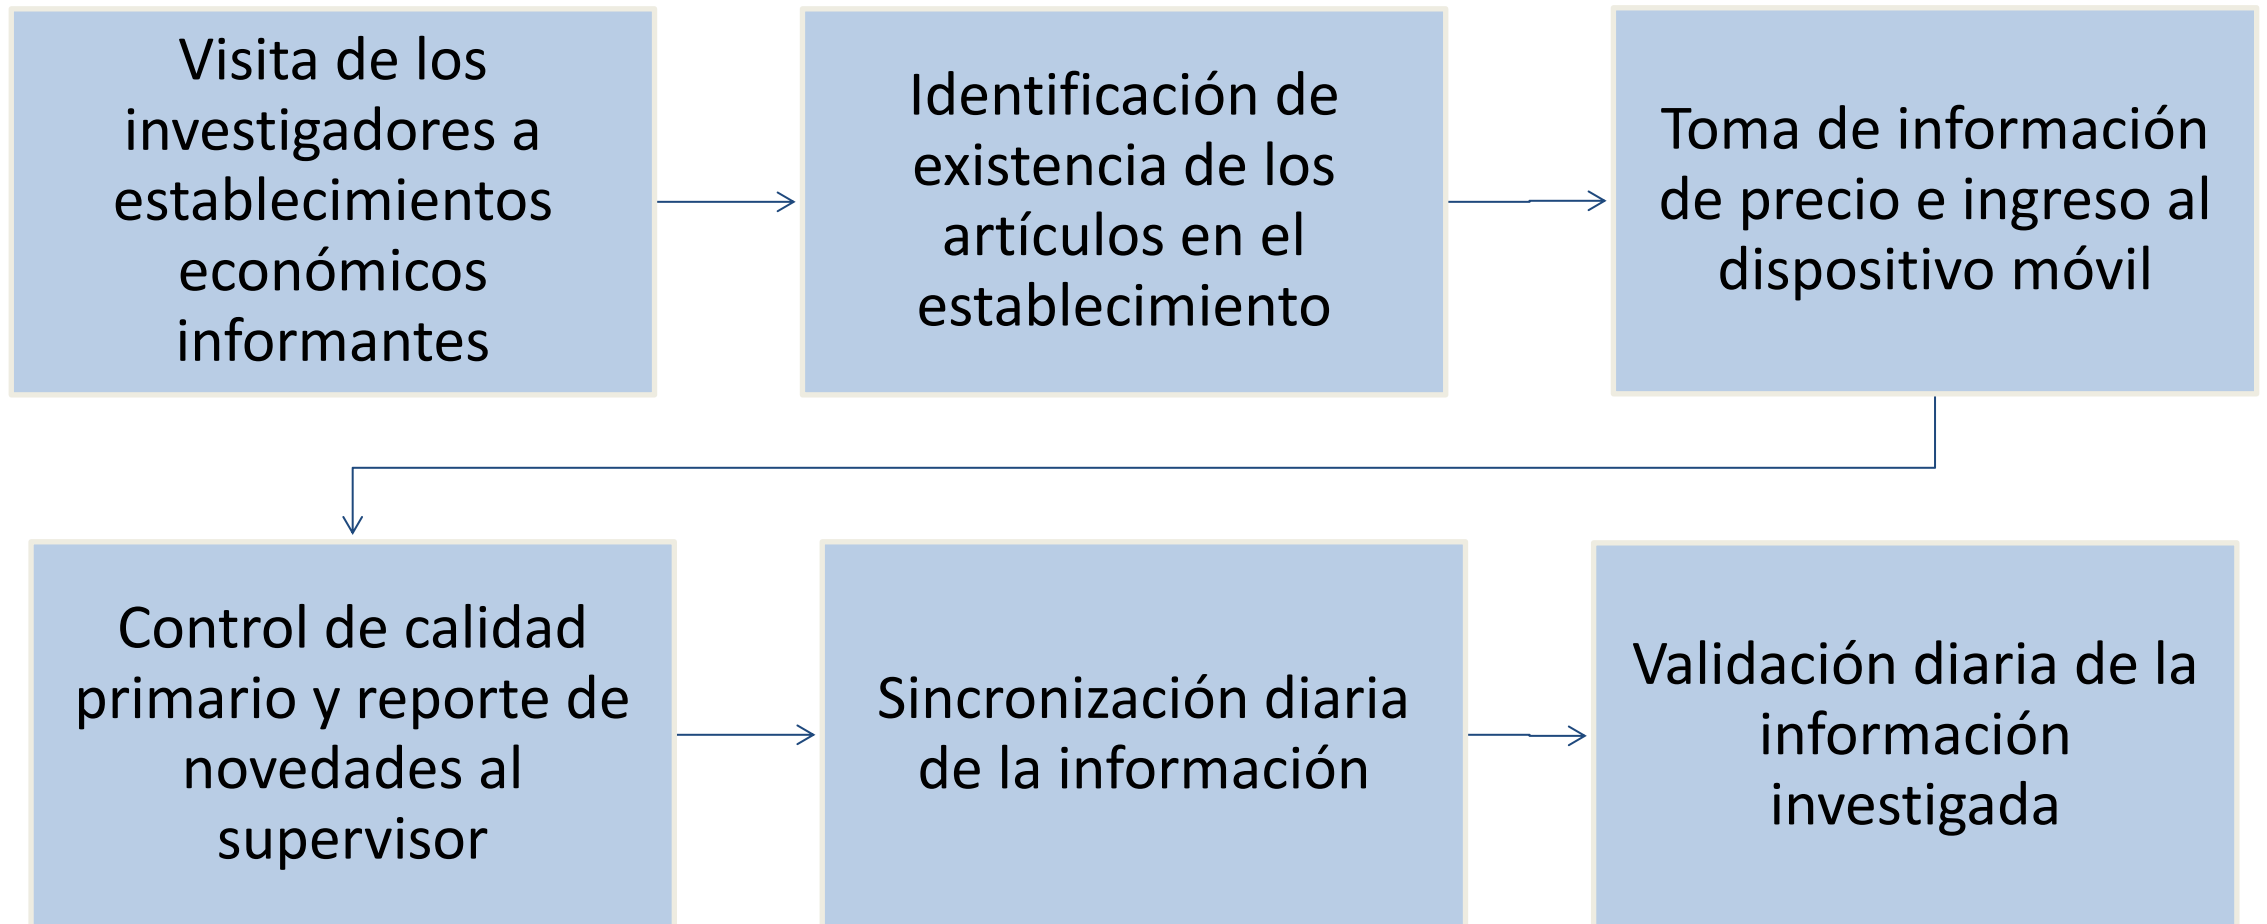 Visita de los
investigadores a
establecimientos
económicos
informantes
Identificación de
existencia de los
artículos en el
establecimiento
Toma de información
de precio e ingreso al
dispositivo móvil
Control de calidad
primario y reporte de
novedades al
supervisor
Sincronización diaria
de la información
Validación diaria de la
información
investigada